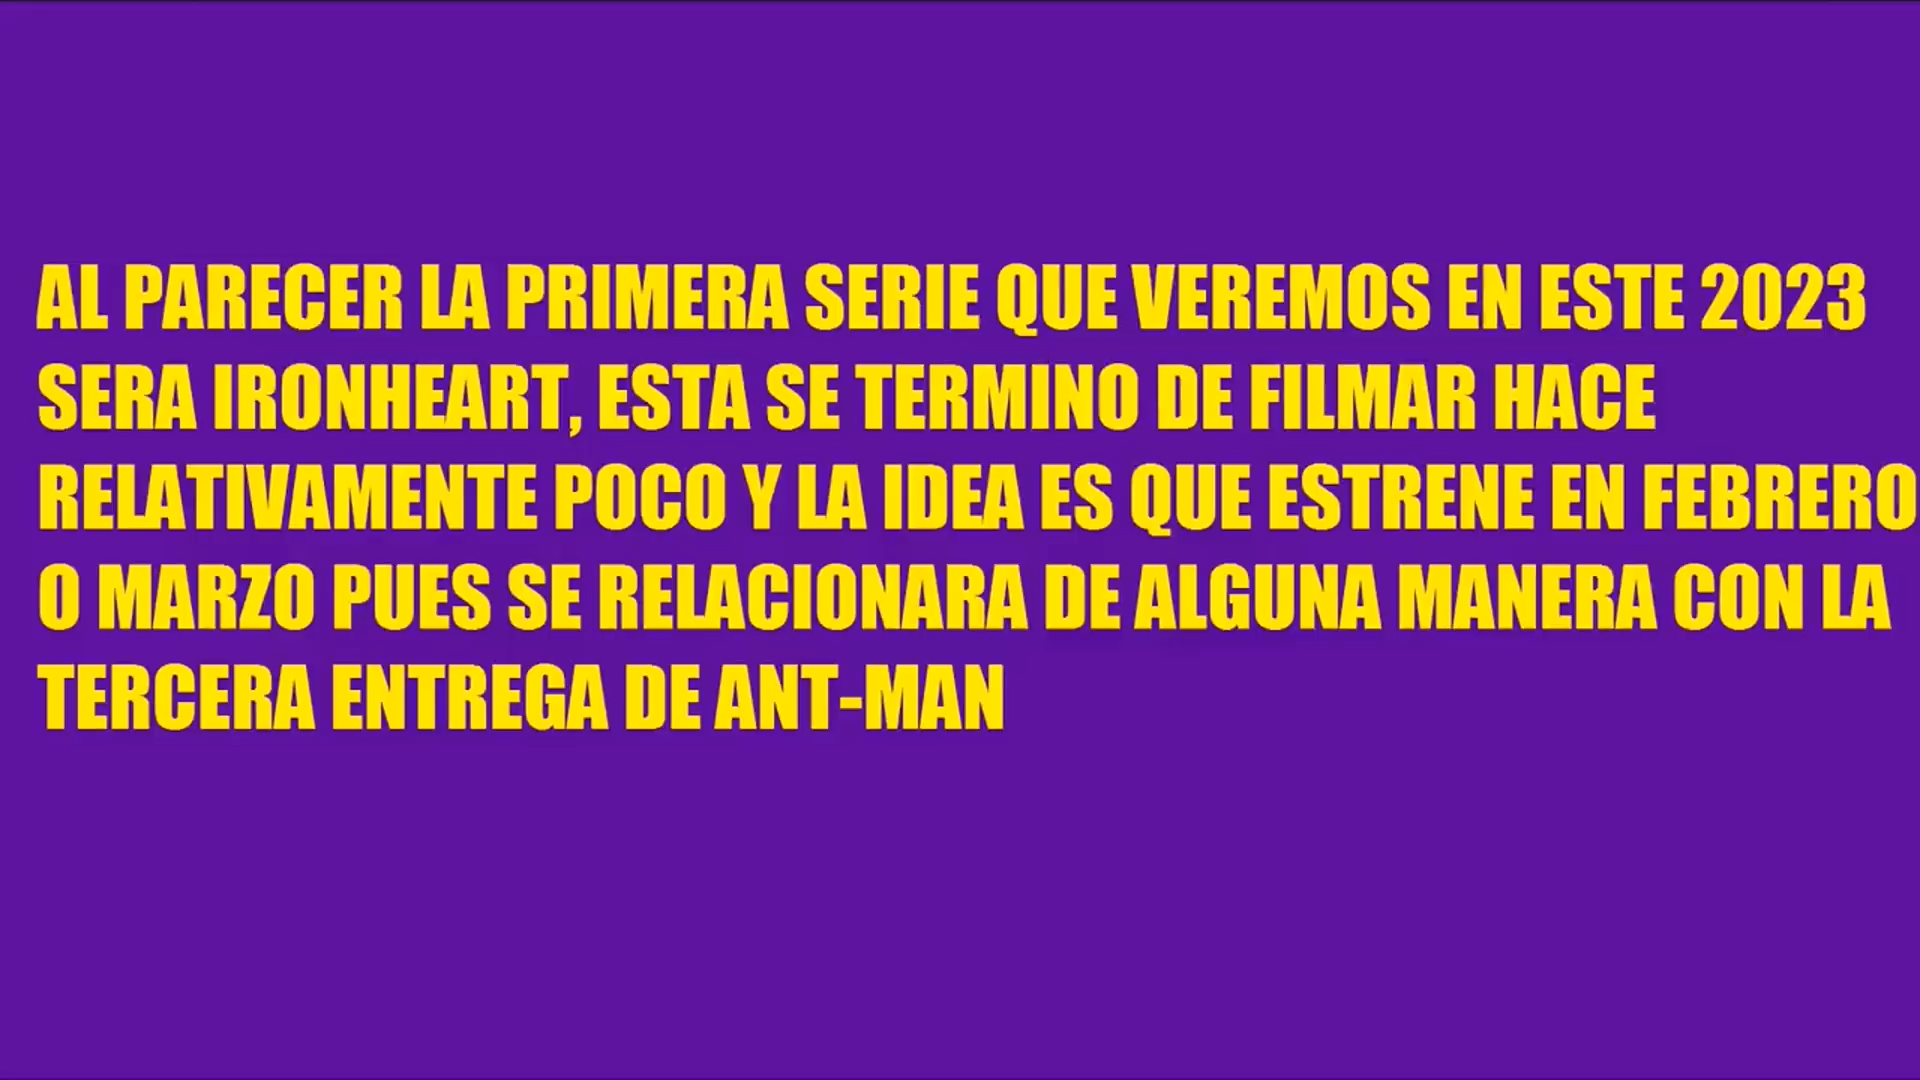 AL PARECER LA PRIMERA SERIE QUE VEREMOS EN ESTE 2023
SERA IRONHEART, ESTA SE TERMINO DE FILMAR HACE
RELATIVAMENTE POCO Y LA IDEA ES QUE ESTRENE EN FEBRERO
O MARZO PUES SE RELACIONARA DE ALGUNA MANERA CON LA
TERCERA ENTREGA DE ANT-MAN